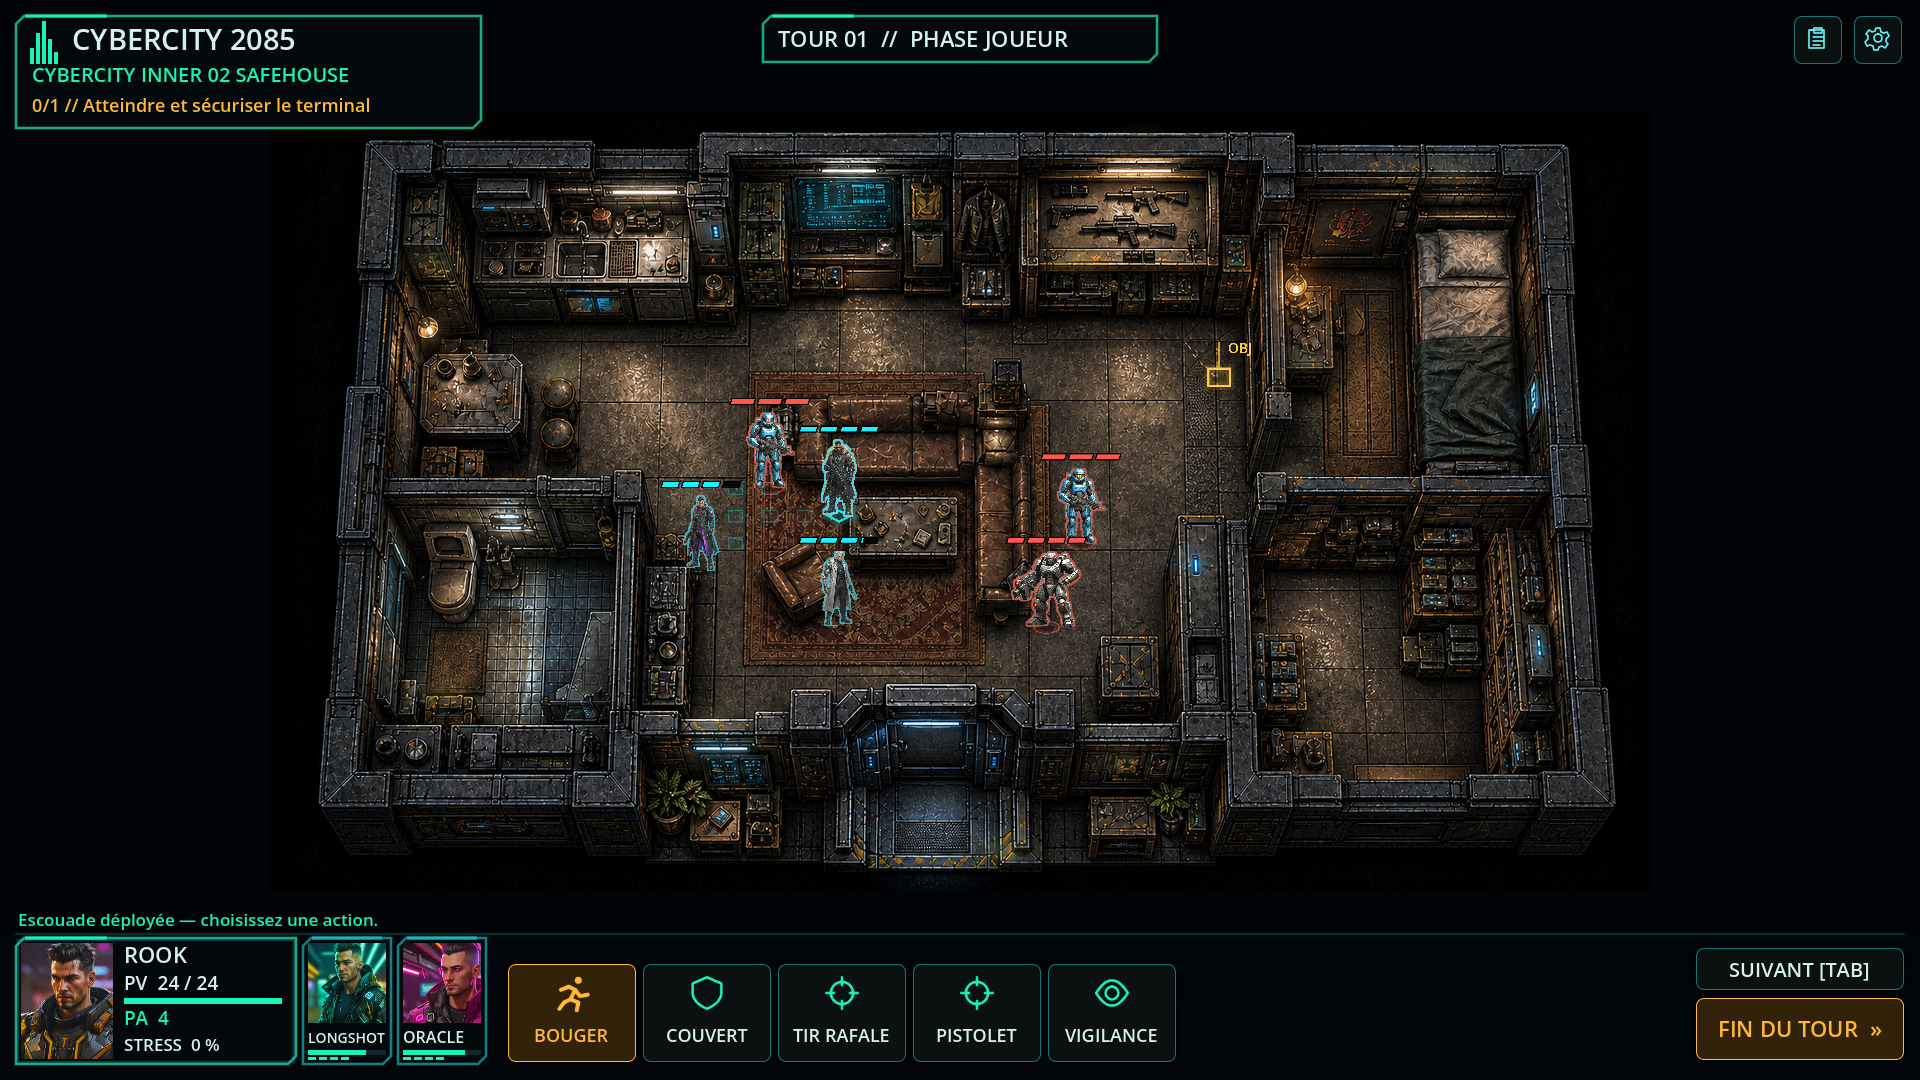 CYBERCITY 2085
CYBERCITY INNER 02 SAFEHOUSE
0/1 // Atteindre et sécuriser le terminal
TOUR 01 // PHASE JOUEUR
OBJ
Escouade déployée — choisissez une action.
ROOK
PV 24 / 24
PA 4
STRESS 0 %
LONGSHOT
ORACLE
BOUGER
COUVERT
TIR RAFALE
PISTOLET
VIGILANCE
SUIVANT [TAB]
FIN DU TOUR »